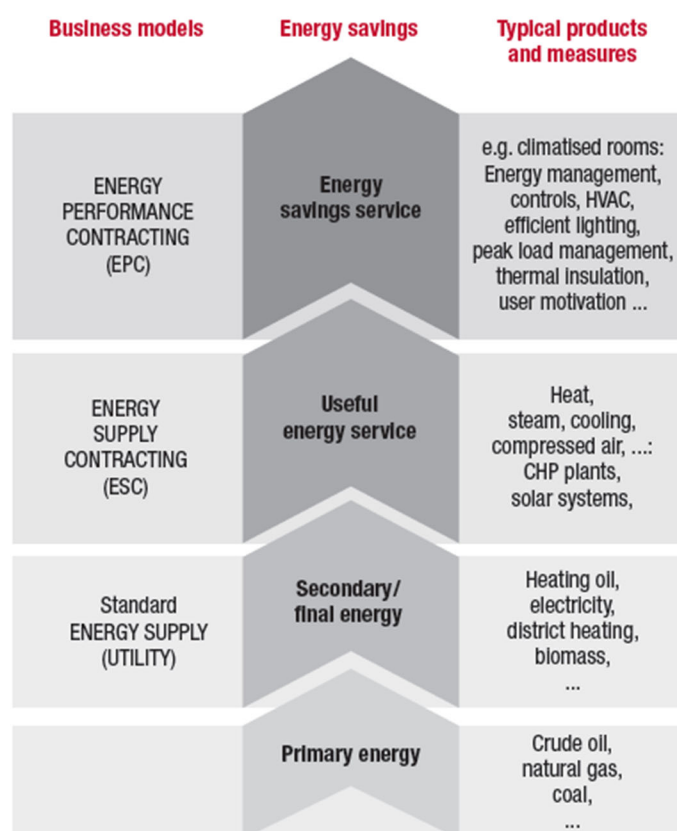 Business models
Energy savings
Typical products
and measures
ENERGY
PERFORMANCE
CONTRACTING
(EPC)
Energy
savings service
e.g. climatised rooms:
Energy management,
controls, HVAC,
efficient lighting,
peak load management,
thermal insulation,
user motivation ...
ENERGY
SUPPLY
CONTRACTING
(ESC)
Useful
energy service
Heat,
steam, cooling,
compressed air, ...:
CHP plants,
solar systems,
Standard
ENERGY SUPPLY
(UTILITY)
Secondary/
final energy
Heating oil,
electricity,
district heating,
biomass,
...
Primary energy
Crude oil,
natural gas,
coal,
...